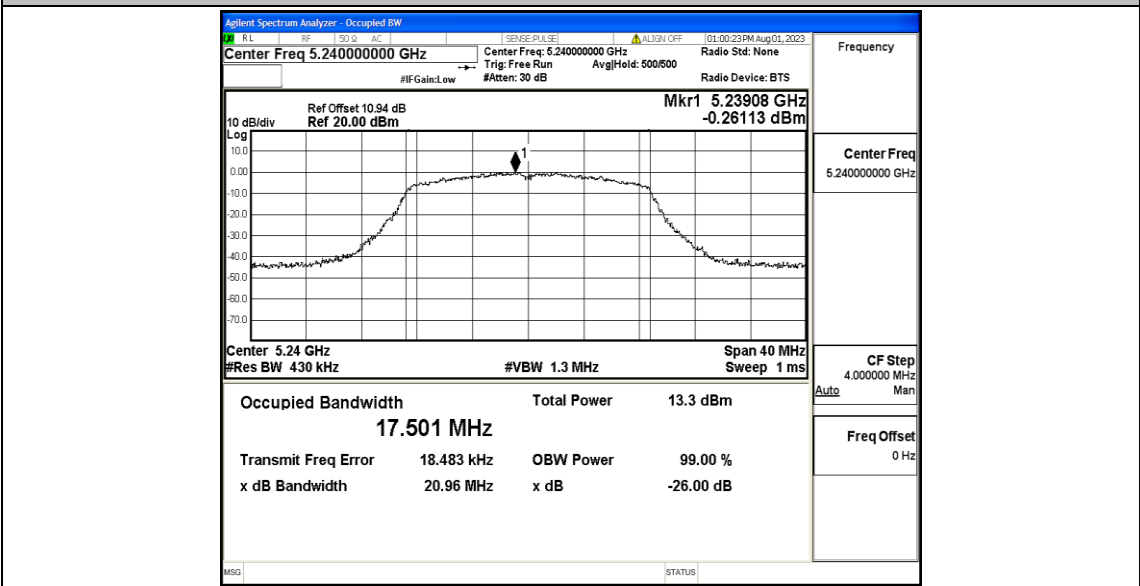 Agilent Spectrum Analyzer - Occupied BW
RL RF 50 Ω AC SENSE:PULSE ALIGN OFF 01:00:23 PM Aug 01, 2023
Center Freq 5.240000000 GHz
Center Freq: 5.240000000 GHz Radio Std: None
Trig: Free Run Avg|Hold: 500/500
#IFGain:Low #Atten: 30 dB Radio Device: BTS
Mkr1 5.23908 GHz
-0.26113 dBm
Ref Offset 10.94 dB
10 dB/div Ref 20.00 dBm
Log
10.0
0.00
-10.0
-20.0
-30.0
-40.0
-50.0
-60.0
-70.0
1
Center 5.24 GHz Span 40 MHz
#Res BW 430 kHz #VBW 1.3 MHz Sweep 1 ms
Occupied Bandwidth Total Power 13.3 dBm
17.501 MHz
Transmit Freq Error 18.483 kHz OBW Power 99.00 %
x dB Bandwidth 20.96 MHz x dB -26.00 dB
MSG STATUS
Frequency
Center Freq
5.240000000 GHz
CF Step
4.000000 MHz
Auto Man
Freq Offset
0 Hz